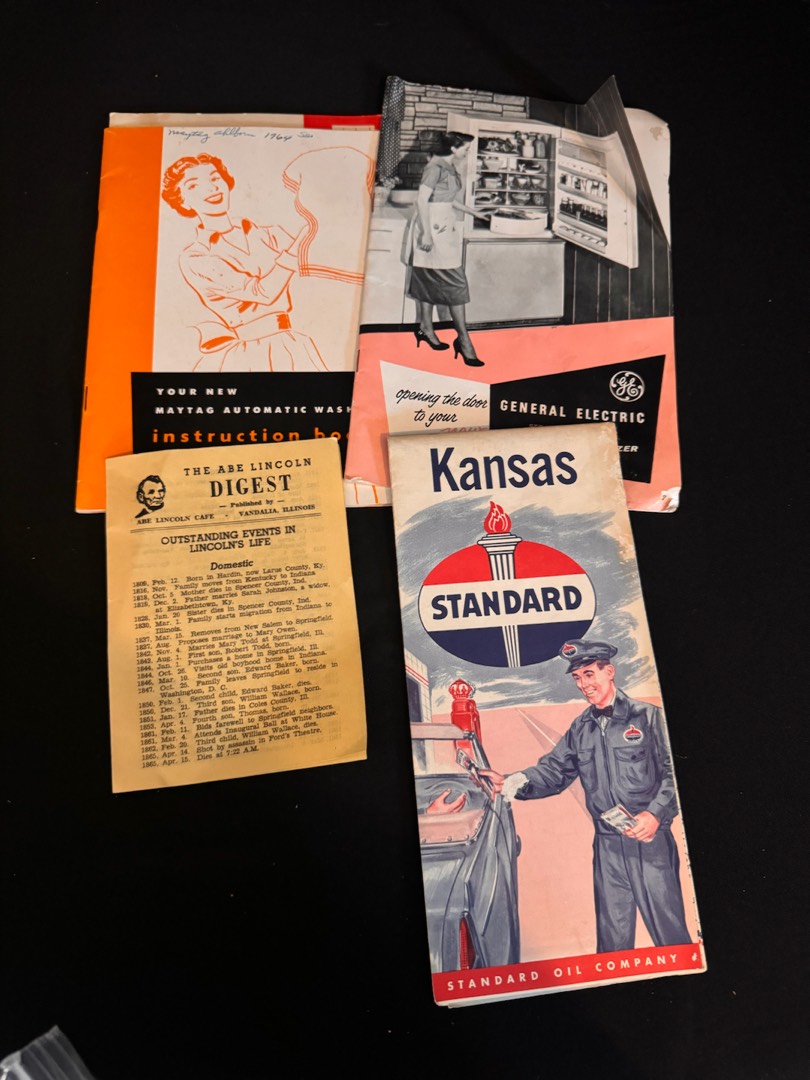 1964
YOUR NEW
MAYTAG AUTOMATIC WASH
instruction bo
opening the door
to your
GE
GENERAL ELECTRIC
ZER
THE ABE LINCOLN
DIGEST
— Published by —
ABE LINCOLN CAFE - VANDALIA, ILLINOIS
OUTSTANDING EVENTS IN
LINCOLN'S LIFE
Domestic
1809, Feb. 12. Born in Hardin, now Larue County, Ky.
1816, Nov. Family moves from Kentucky to Indiana
1818, Oct. 5 Mother dies in Spencer County, Ind.
1819, Dec. 2. Father marries Sarah Johnston, a widow,
at Elizabethtown, Ky.
1828, Jan. 20 Sister dies in Spencer County, Ind.
1830, Mar. 1. Family starts migration from Indiana to
Illinois.
1837, Mar. 15. Removes from New Salem to Springfield.
1837, Aug. Proposes marriage to Mary Owen.
1842, Nov. 4. Marries Mary Todd at Springfield, Ill.
1843, Aug. 1. First son, Robert Todd, born.
1844, Jan. 1 Purchases a home in Springfield, Ill.
1844, Oct. 26. Visits old boyhood home in Indiana.
1846, Mar. 10. Second son, Edward Baker, born.
1847, Oct. 25. Family leaves Springfield to reside in
Washington, D. C.
1850, Feb. 1. Second child, Edward Baker, dies.
1850, Dec. 21. Third son, William Wallace, born.
1851, Jan. 17. Father dies in Coles County, Ill.
1853, Apr. 4. Fourth son, Thomas, born.
1861, Feb. 11. Bids farewell to Springfield neighbors.
1861, Mar. 4. Attends Inaugural Ball at White House.
1862, Feb. 20. Third child, William Wallace, dies.
1865, Apr. 14. Shot by assassin in Ford's Theatre.
1865, Apr. 15. Dies at 7:22 A.M.
Kansas
STANDARD
STANDARD OIL COMPANY